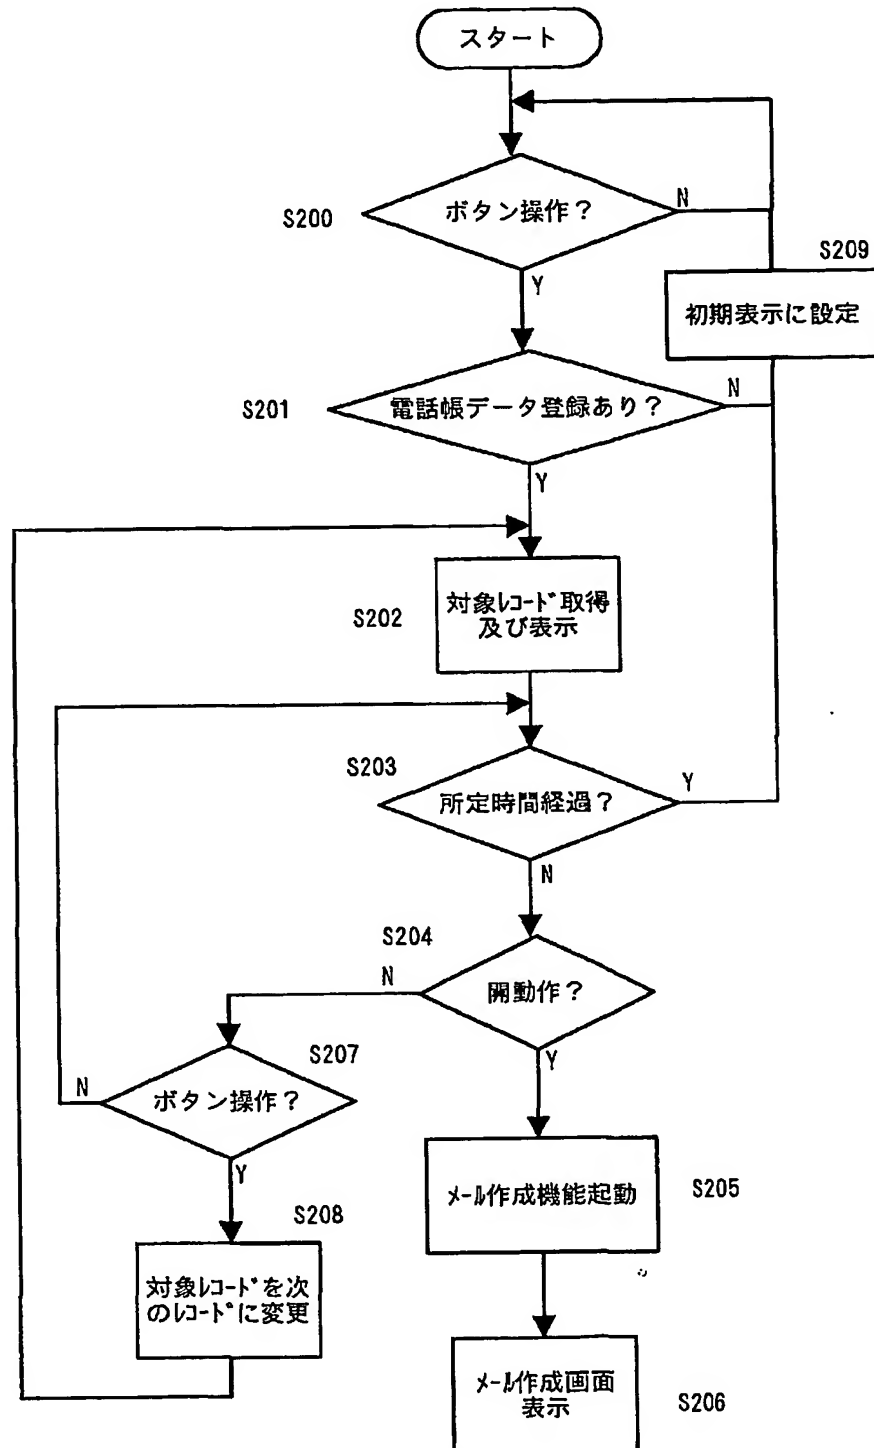 スタート
S200
ボタン操作？
N
Y
S209
初期表示に設定
S201
電話帳データ登録あり？
N
Y
S202
対象ﾚｺｰﾄﾞ取得
及び表示
S203
所定時間経過？
Y
N
S204
開動作？
N
Y
S207
ボタン操作？
N
Y
S205
ﾒｰﾙ作成機能起動
S208
対象ﾚｺｰﾄﾞを次
のﾚｺｰﾄﾞに変更
S206
ﾒｰﾙ作成画面
表示